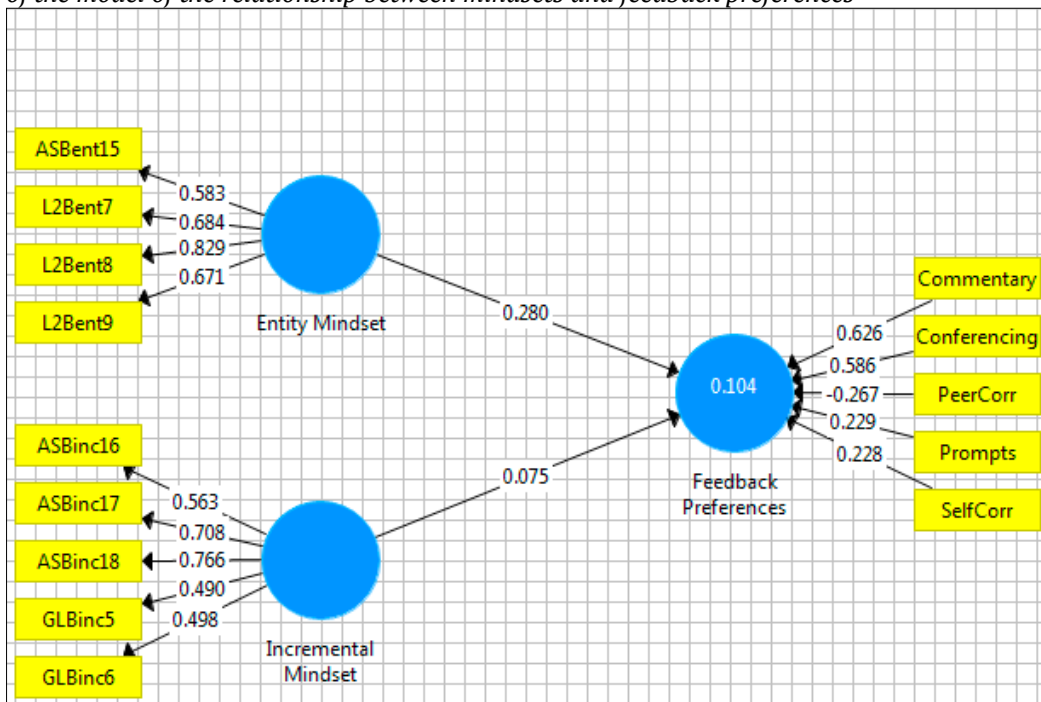 of the model of the relationship between mindsets and feedback preferences
ASBent15
L2Bent7
L2Bent8
L2Bent9
0.583
0.684
0.829
0.671
Entity Mindset
0.280
ASBinc16
ASBinc17
ASBinc18
GLBinc5
GLBinc6
0.563
0.708
0.766
0.490
0.498
Incremental
Mindset
0.075
0.104
Feedback
Preferences
0.626
0.586
-0.267
0.229
0.228
Commentary
Conferencing
PeerCorr
Prompts
SelfCorr